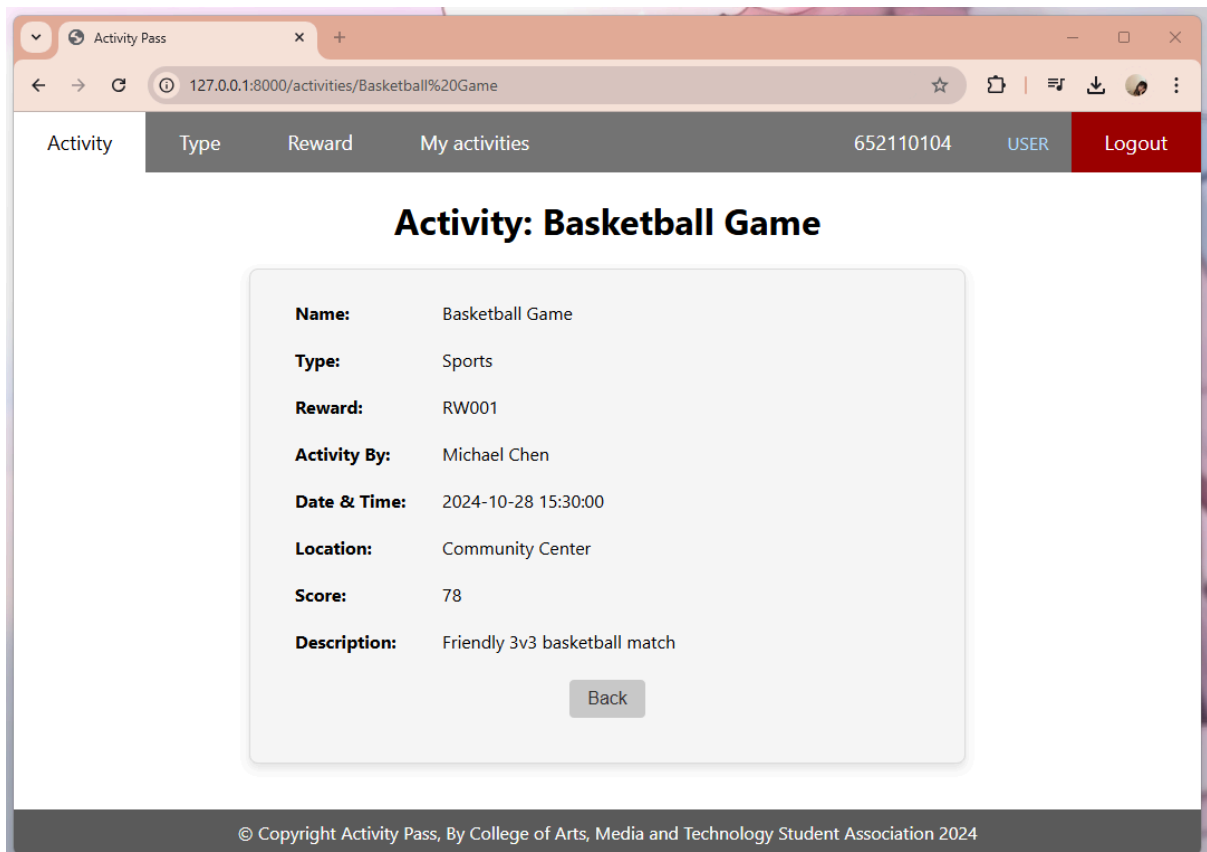 Activity Pass
127.0.0.1:8000/activities/Basketball%20Game
Activity Type Reward My activities 652110104 USER Logout
Activity: Basketball Game
Name: Basketball Game
Type: Sports
Reward: RW001
Activity By: Michael Chen
Date & Time: 2024-10-28 15:30:00
Location: Community Center
Score: 78
Description: Friendly 3v3 basketball match
Back
© Copyright Activity Pass, By College of Arts, Media and Technology Student Association 2024